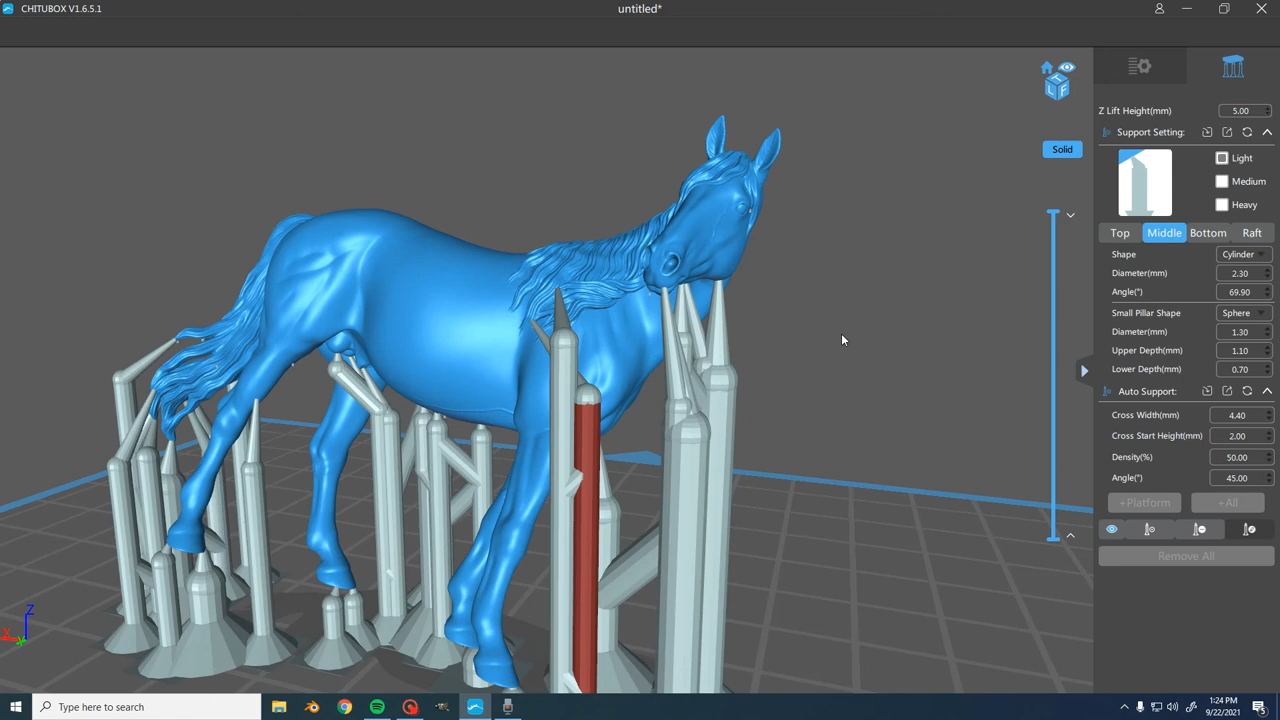 CHITUBOX V1.6.5.1
untitled*
Z Lift Height(mm) 5.00
Support Setting:
Light
Medium
Heavy
Top Middle Bottom Raft
Shape Cylinder
Diameter(mm) 2.30
Angle(°) 69.90
Small Pillar Shape Sphere
Diameter(mm) 1.30
Upper Depth(mm) 1.10
Lower Depth(mm) 0.70
Auto Support:
Cross Width(mm) 4.40
Cross Start Height(mm) 2.00
Density(%) 50.00
Angle(°) 45.00
+Platform +All
Remove All
Solid
T
L F
Z
X
Type here to search
1:24 PM
9/22/2021
5